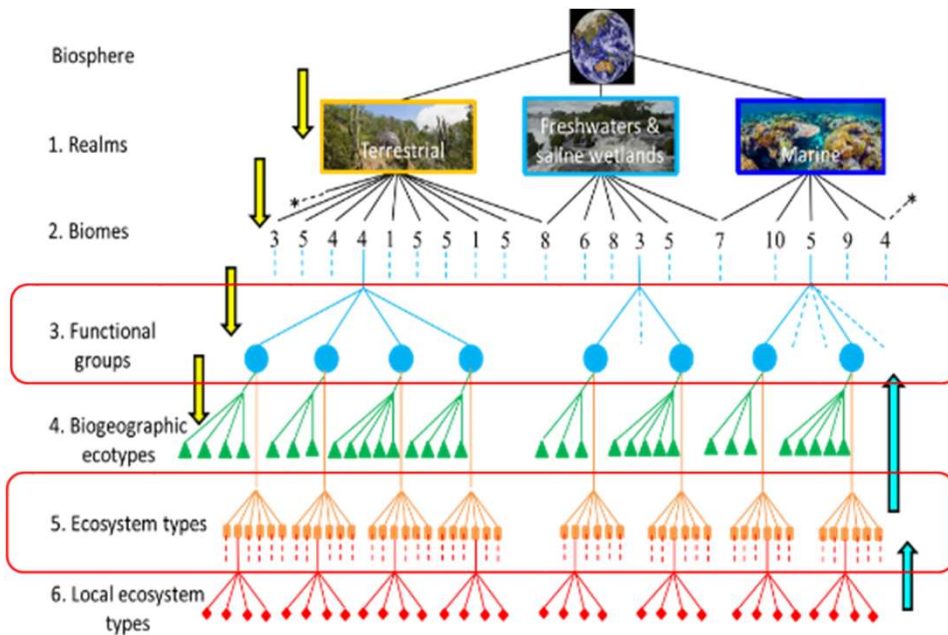 Biosphere
1. Realms
Terrestrial
Freshwaters &
saline wetlands
Marine
*
*
2. Biomes
3 5 4 4 1 5 5 1 5 8 6 8 3 5 7 10 5 9 4
3. Functional
groups
4. Biogeographic
ecotypes
5. Ecosystem types
6. Local ecosystem
types